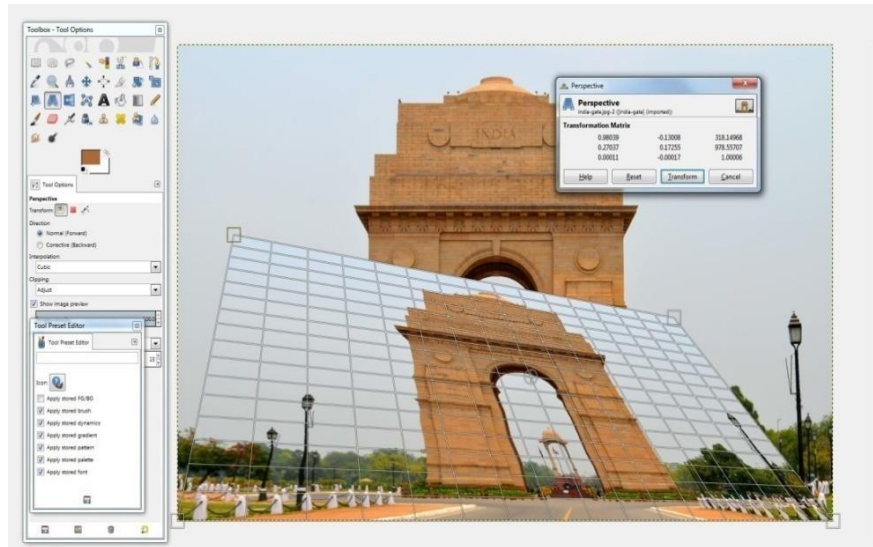 Toolbox - Tool Options
Tool Options
Perspective
Transform:
Direction
Normal (Forward)
Corrective (Backward)
Interpolation:
Cubic
Clipping:
Adjust
Show image preview
15
Tool Preset Editor
Tool Preset Editor
Icon:
Apply stored FG/BG
Apply stored brush
Apply stored dynamics
Apply stored gradient
Apply stored pattern
Apply stored palette
Apply stored font
INDIA
Perspective
Perspective
india-gate.jpg-2 ([india-gate] (imported))
Transformation Matrix
0.98039 -0.13008 318.14968
0.27037 0.17255 978.55707
0.00011 -0.00017 1.00006
Help Reset Transform Cancel